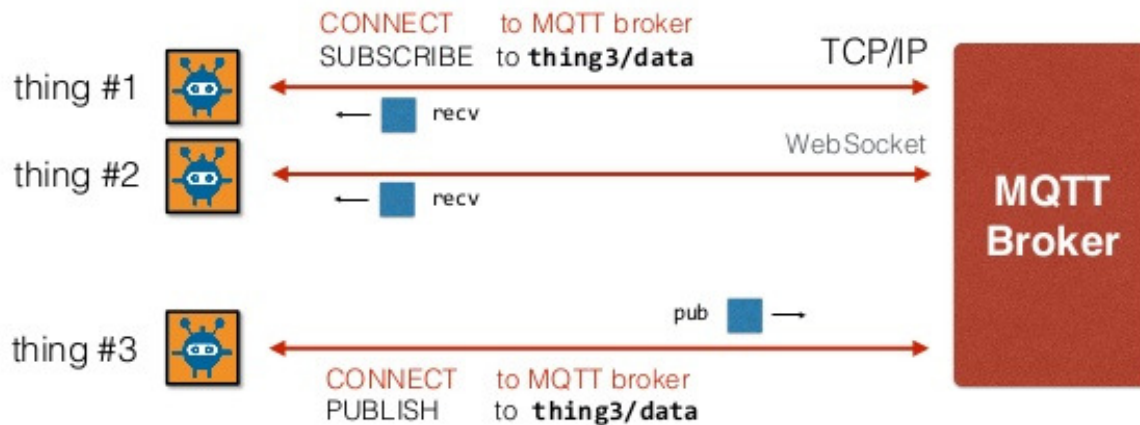 CONNECT to MQTT broker
SUBSCRIBE to thing3/data
TCP/IP
thing #1
recv
WebSocket
thing #2
recv
MQTT
Broker
pub
thing #3
CONNECT to MQTT broker
PUBLISH to thing3/data